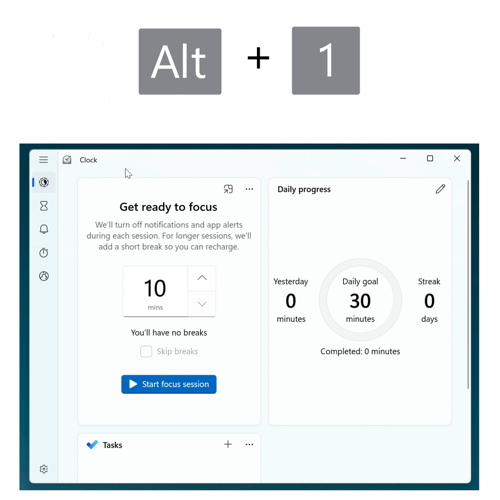 Alt + 1
Clock
Get ready to focus
We'll turn off notifications and app alerts
during each session. For longer sessions, we'll
add a short break so you can recharge.
10
mins
You'll have no breaks
Skip breaks
Start focus session
Daily progress
Yesterday
0
minutes
Daily goal
30
minutes
Streak
0
days
Completed: 0 minutes
Tasks